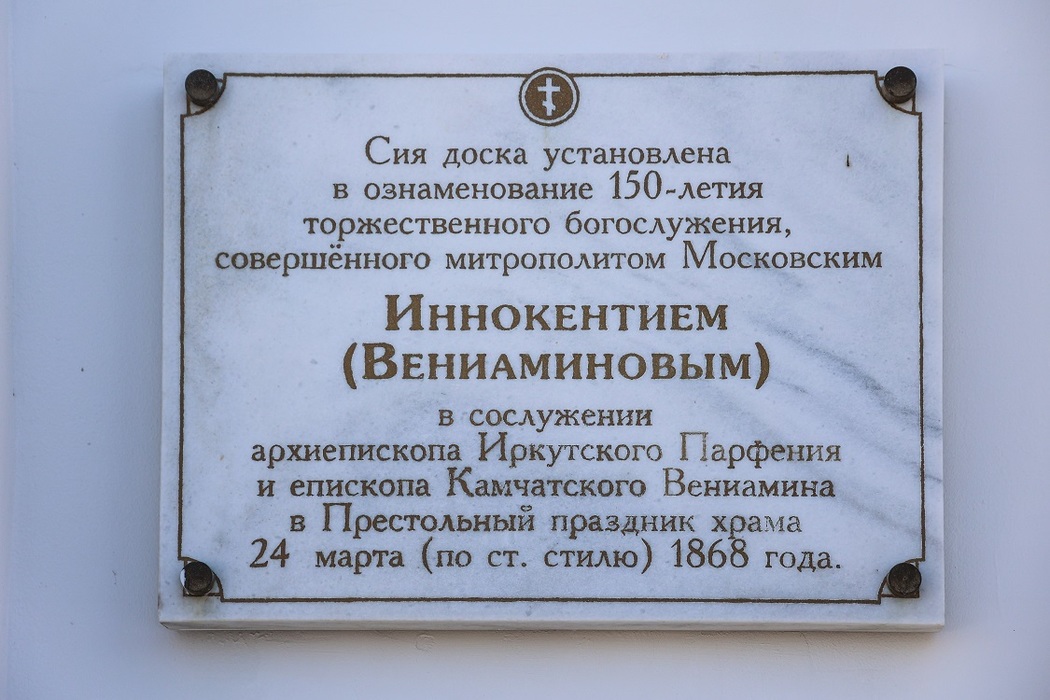 Сия доска установлена
в ознаменование 150-летия
торжественного богослужения,
совершённого митрополитом Московским
Иннокентием
(Вениаминовым)
в сослужении
архиепископа Иркутского Парфения
и епископа Камчатского Вениамина
в Престольный праздник храма
24 марта (по ст. стилю) 1868 года.